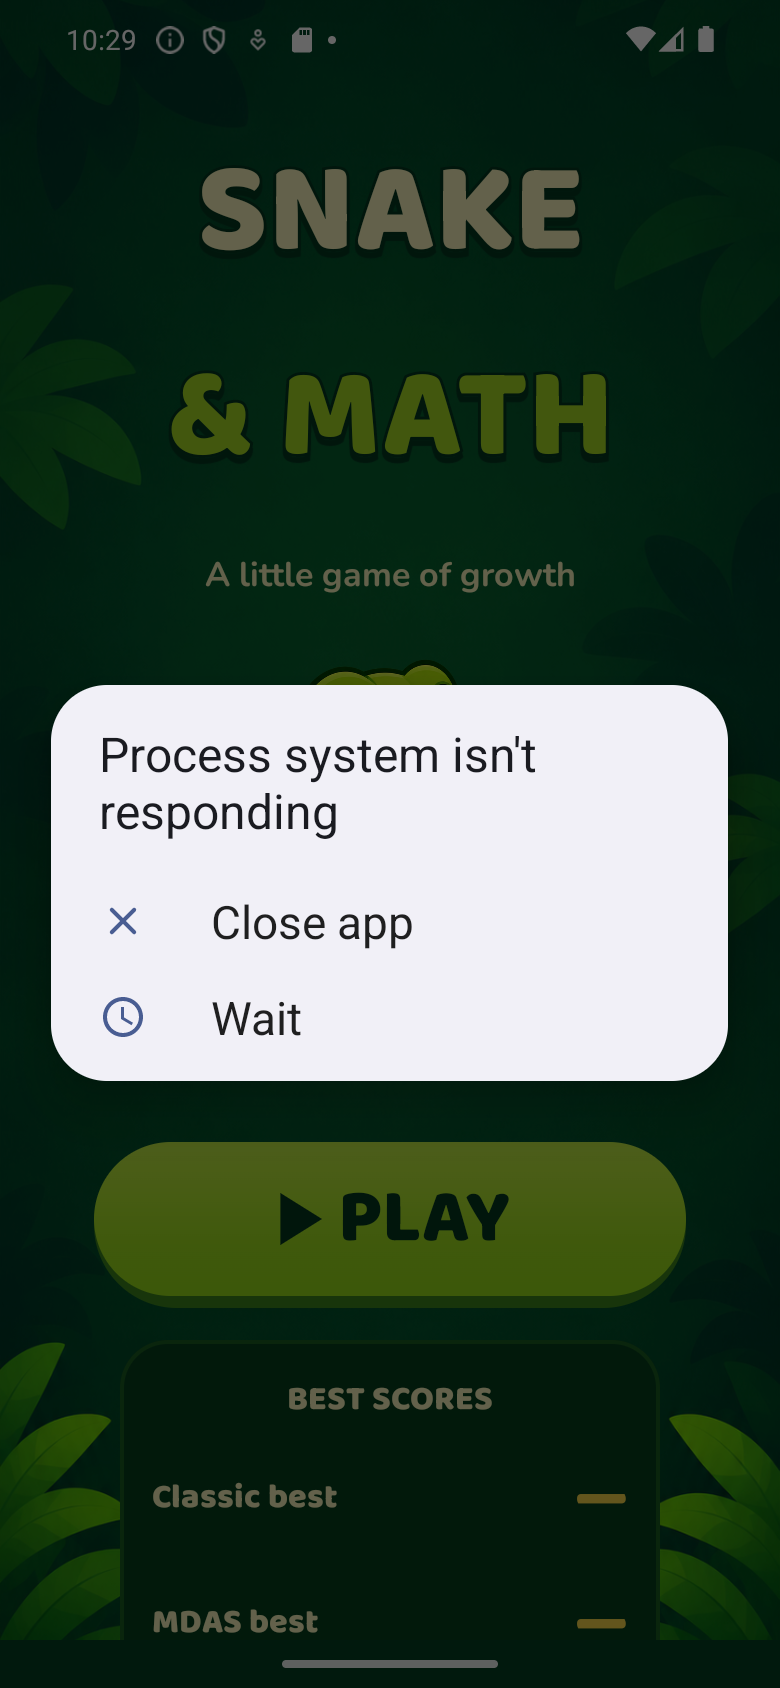 10:29
SNAKE
& MATH
A little game of growth
Process system isn't
responding
Close app
Wait
PLAY
BEST SCORES
Classic best
MDAS best